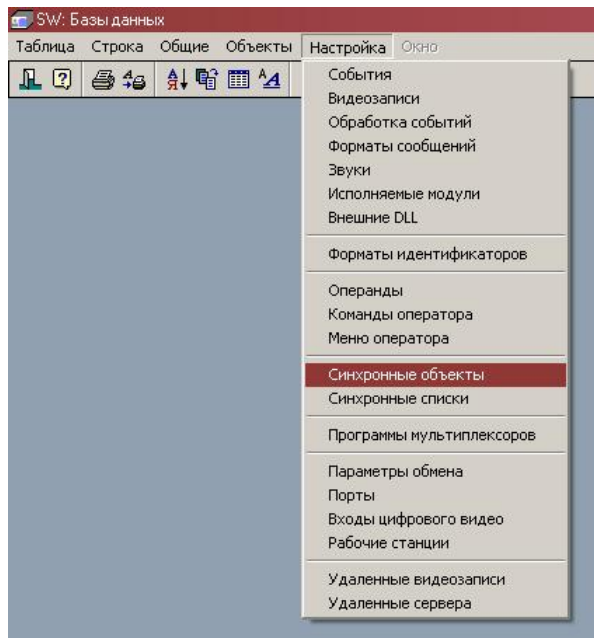 SW: Базы данных
Таблица Строка Общие Объекты Настройка Окно
События
Видеозаписи
Обработка событий
Форматы сообщений
Звуки
Исполняемые модули
Внешние DLL
Форматы идентификаторов
Операнды
Команды оператора
Меню оператора
Синхронные объекты
Синхронные списки
Программы мультиплексоров
Параметры обмена
Порты
Входы цифрового видео
Рабочие станции
Удаленные видеозаписи
Удаленные сервера